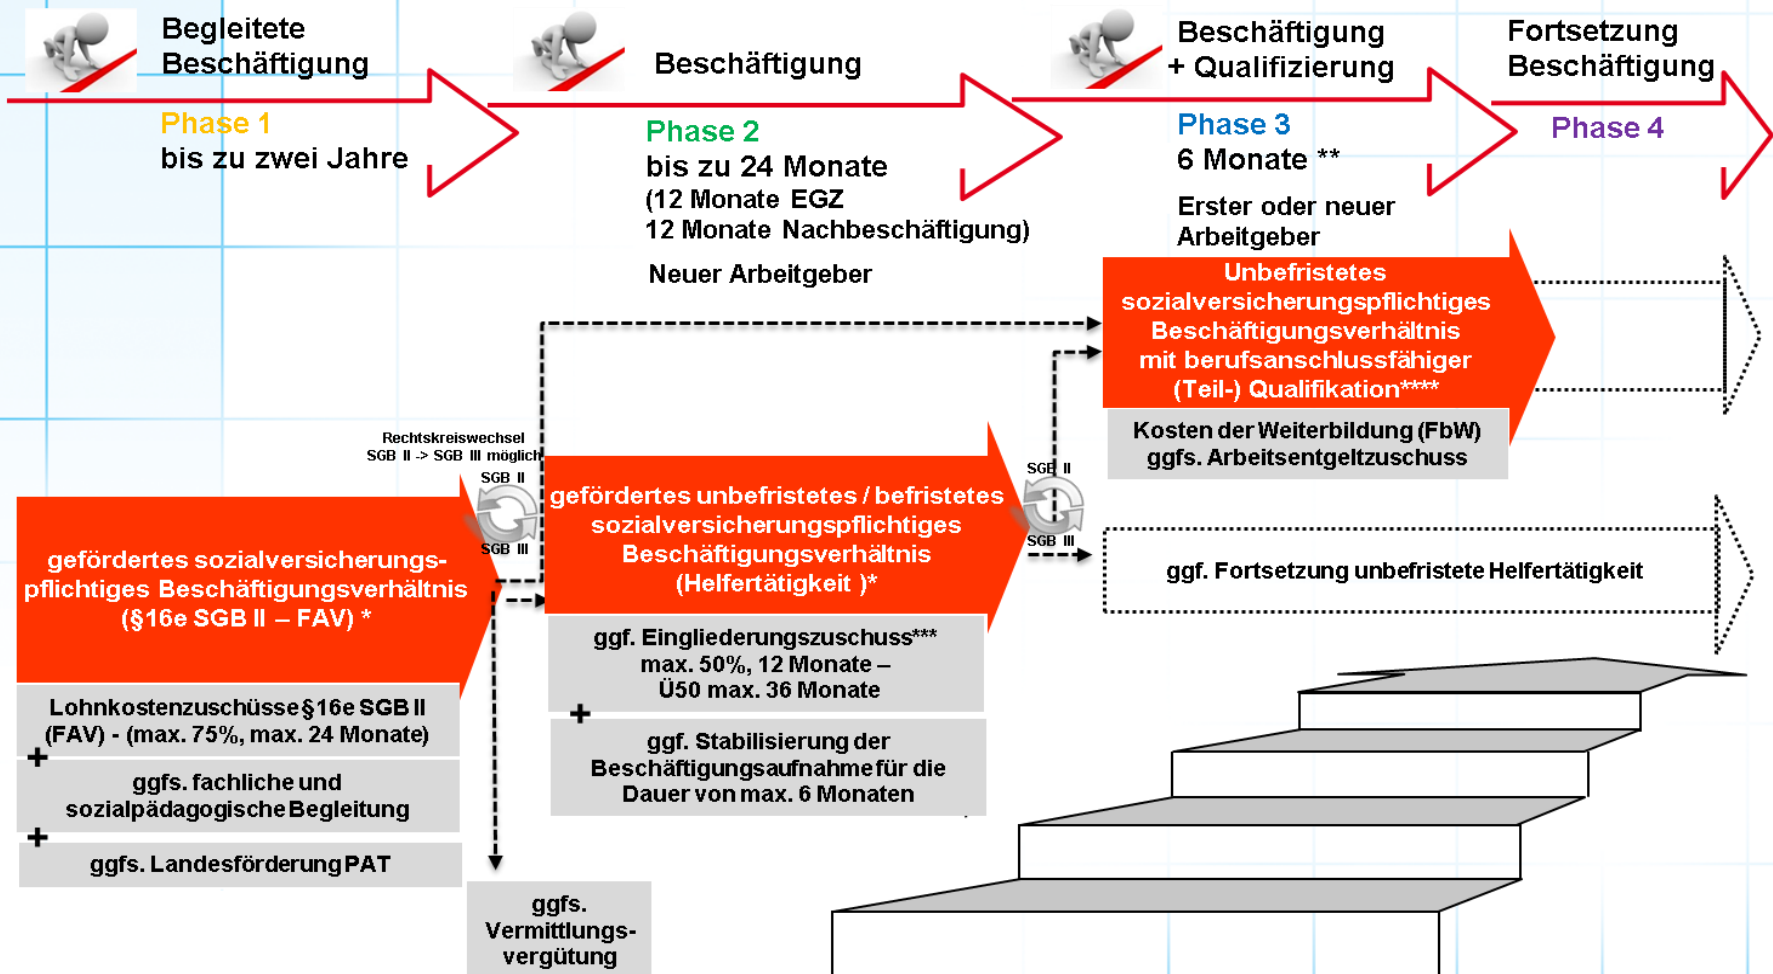 Begleitete
Beschäftigung
Phase 1
bis zu zwei Jahre
Beschäftigung
Phase 2
bis zu 24 Monate
(12 Monate EGZ
12 Monate Nachbeschäftigung)
Neuer Arbeitgeber
Beschäftigung
+ Qualifizierung
Phase 3
6 Monate **
Erster oder neuer
Arbeitgeber
Fortsetzung
Beschäftigung
Phase 4
Unbefristetes
sozialversicherungspflichtiges
Beschäftigungsverhältnis
mit berufsanschlussfähiger
(Teil-) Qualifikation****
Kosten der Weiterbildung (FbW)
ggfs. Arbeitsentgeltzuschuss
Rechtskreiswechsel
SGB II -> SGB III möglich
SGB II
SGB III
gefördertes unbefristetes / befristetes
sozialversicherungspflichtiges
Beschäftigungsverhältnis
(Helfertätigkeit )*
SGB II
SGB III
ggf. Fortsetzung unbefristete Helfertätigkeit
gefördertes sozialversicherungs-
pflichtiges Beschäftigungsverhältnis
(§16e SGB II – FAV) *
ggf. Eingliederungszuschuss***
max. 50%, 12 Monate –
Ü50 max. 36 Monate
+
ggf. Stabilisierung der
Beschäftigungsaufnahme für die
Dauer von max. 6 Monaten
Lohnkostenzuschüsse §16e SGB II
(FAV) - (max. 75%, max. 24 Monate)
+
ggfs. fachliche und
sozialpädagogische Begleitung
+
ggfs. Landesförderung PAT
ggfs.
Vermittlungs-
vergütung